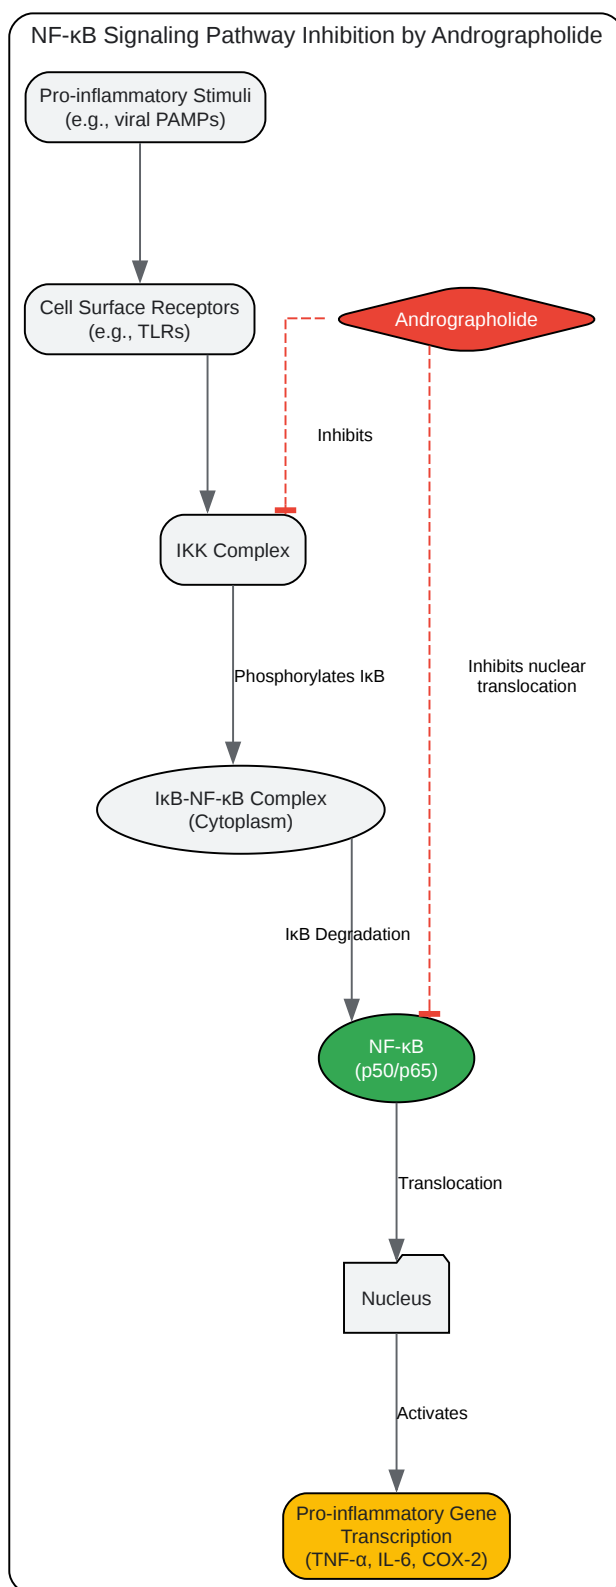 NF-κB Signaling Pathway Inhibition by Andrographolide
Pro-inflammatory Stimuli
(e.g., viral PAMPs)
Cell Surface Receptors
(e.g., TLRs)
Andrographolide
Inhibits
IKK Complex
Phosphorylates IκB
Inhibits nuclear
translocation
IκB-NF-κB Complex
(Cytoplasm)
IκB Degradation
NF-κB
(p50/p65)
Translocation
Nucleus
Activates
Pro-inflammatory Gene
Transcription
(TNF-α, IL-6, COX-2)